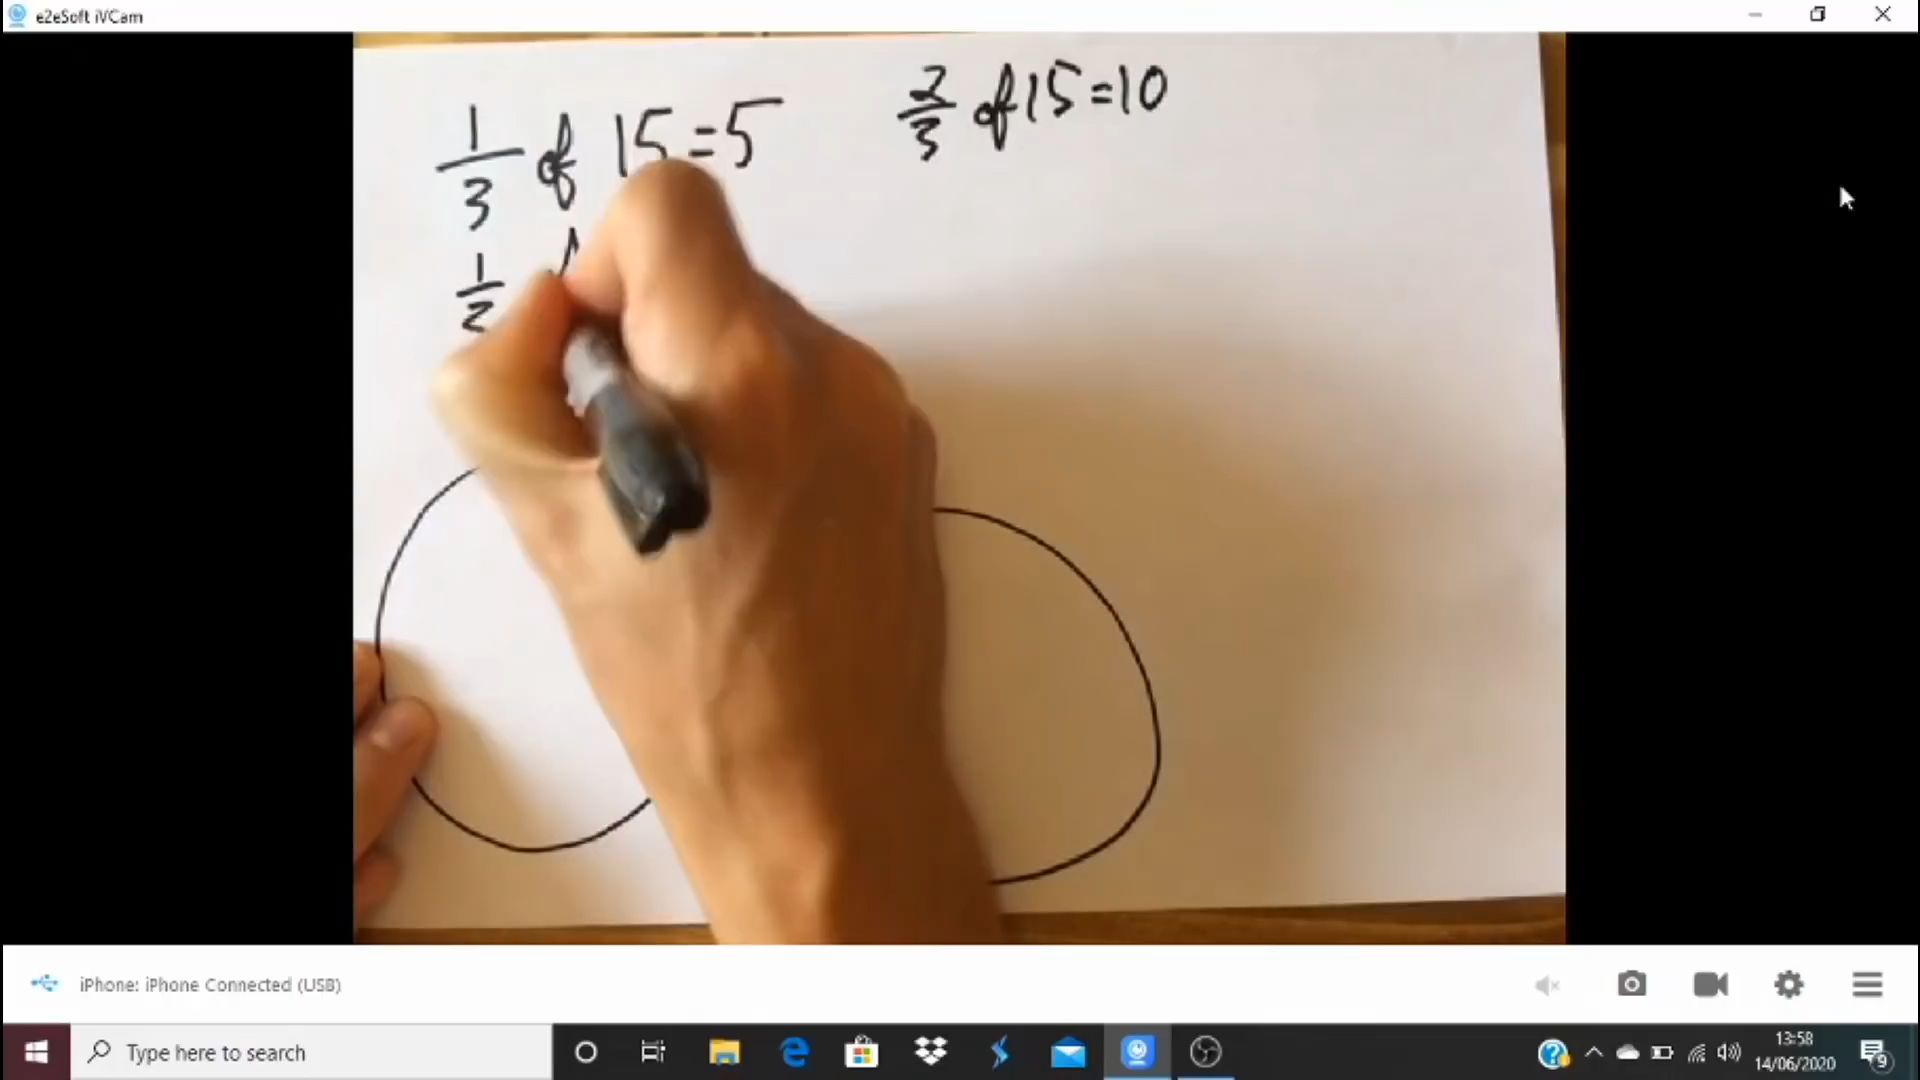 e2eSoft iVCam
1/3 of 15=5
2/3 of 15=10
1/2
iPhone: iPhone Connected (USB)
Type here to search
13:58
14/06/2020
9